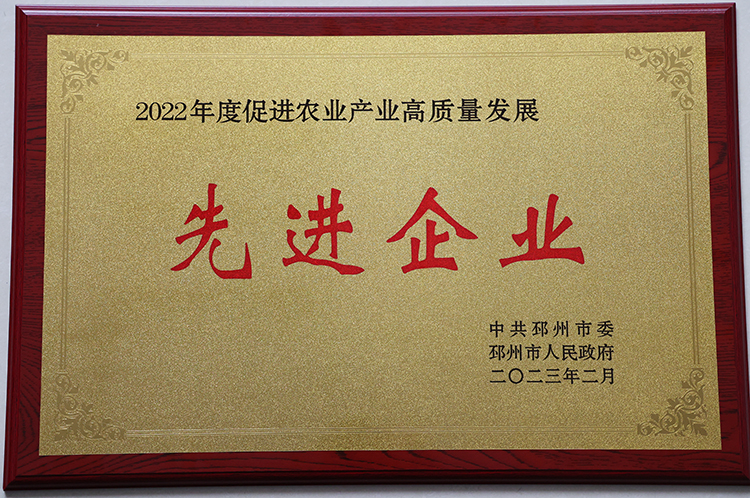 2022年度促进农业产业高质量发展
先进企业
中共邳州市委
邳州市人民政府
二〇二三年二月